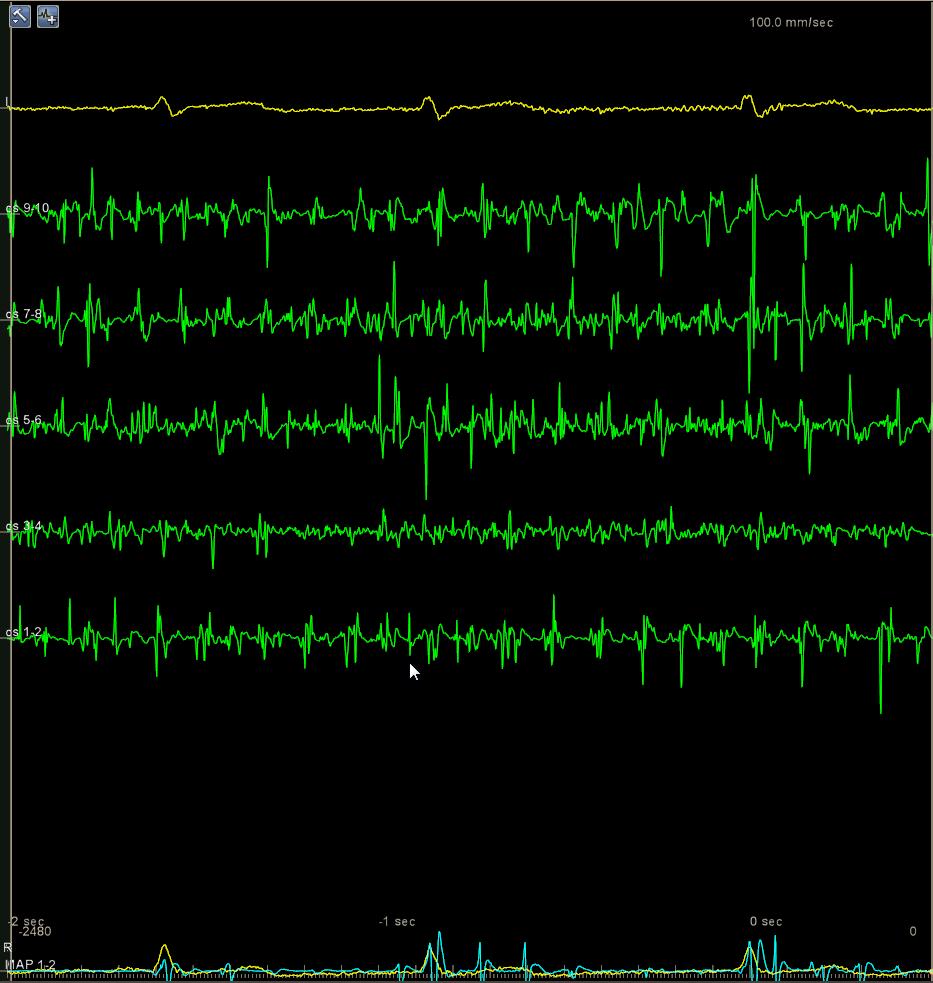 100.0 mm/sec
cs 9-10
cs 7-8
cs 5-6
cs 3-4
cs 1-2
-2 sec
-1 sec
0 sec
-2480
0
R
MAP 1-2